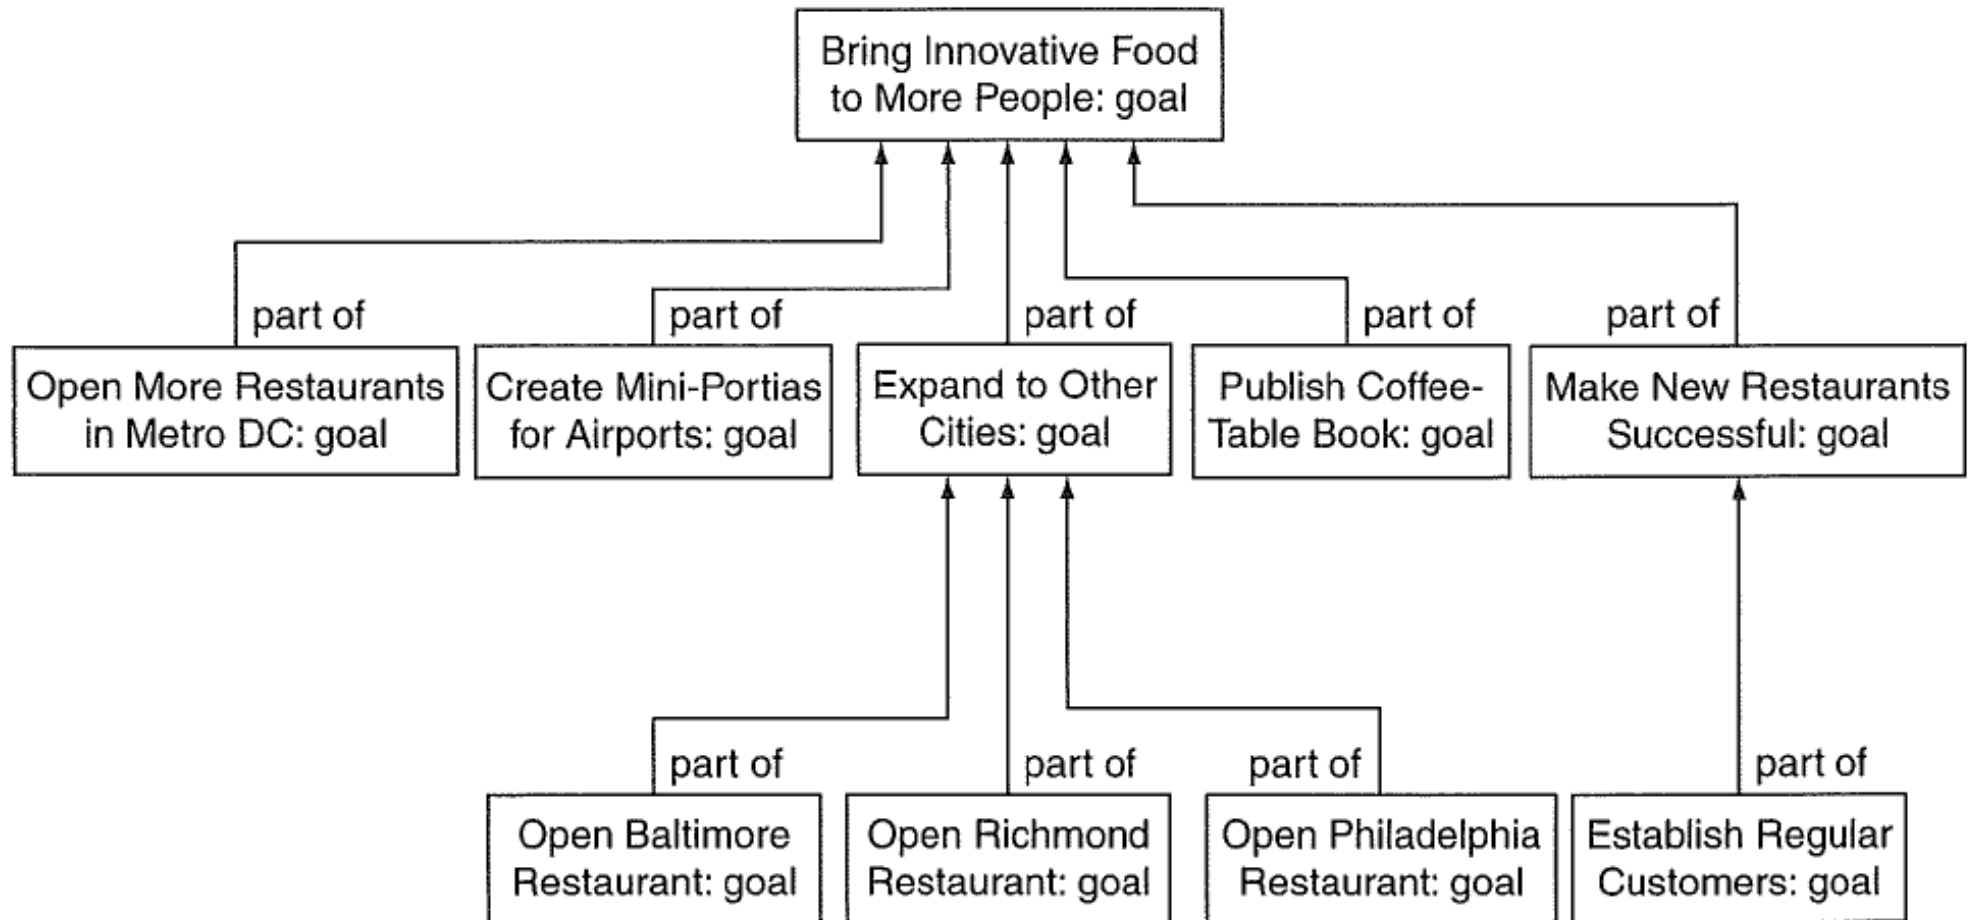 Bring Innovative Food
to More People: goal
part of
part of
part of
part of
part of
Open More Restaurants
in Metro DC: goal
Create Mini-Portias
for Airports: goal
Expand to Other
Cities: goal
Publish Coffee-
Table Book: goal
Make New Restaurants
Successful: goal
part of
part of
part of
part of
Open Baltimore
Restaurant: goal
Open Richmond
Restaurant: goal
Open Philadelphia
Restaurant: goal
Establish Regular
Customers: goal